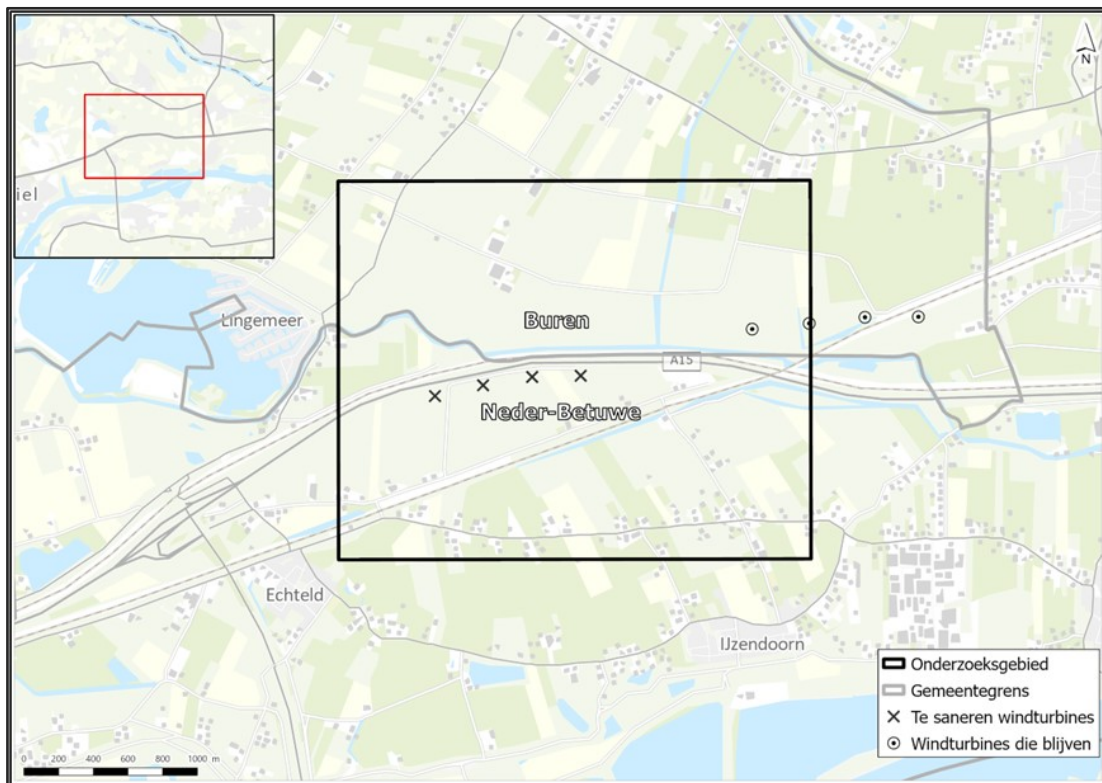 N
iel
Lingemeer
Buren
A15
Neder-Betuwe
Echteld
IJzendoorn
Onderzoeksgebied
Gemeentegrens
Te saneren windturbines
Windturbines die blijven
0 200 400 600 800 1000 m